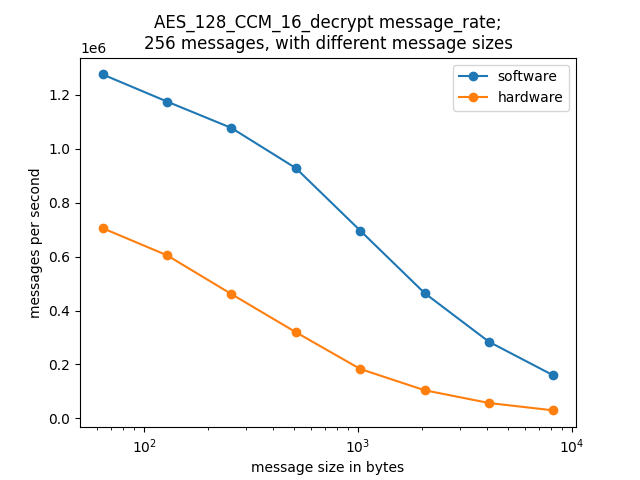 AES_128_CCM_16_decrypt message_rate;
256 messages, with different message sizes
1e6
software
hardware
1.2
1.0
0.8
0.6
0.4
0.2
0.0
messages per second
10²
10³
10⁴
message size in bytes